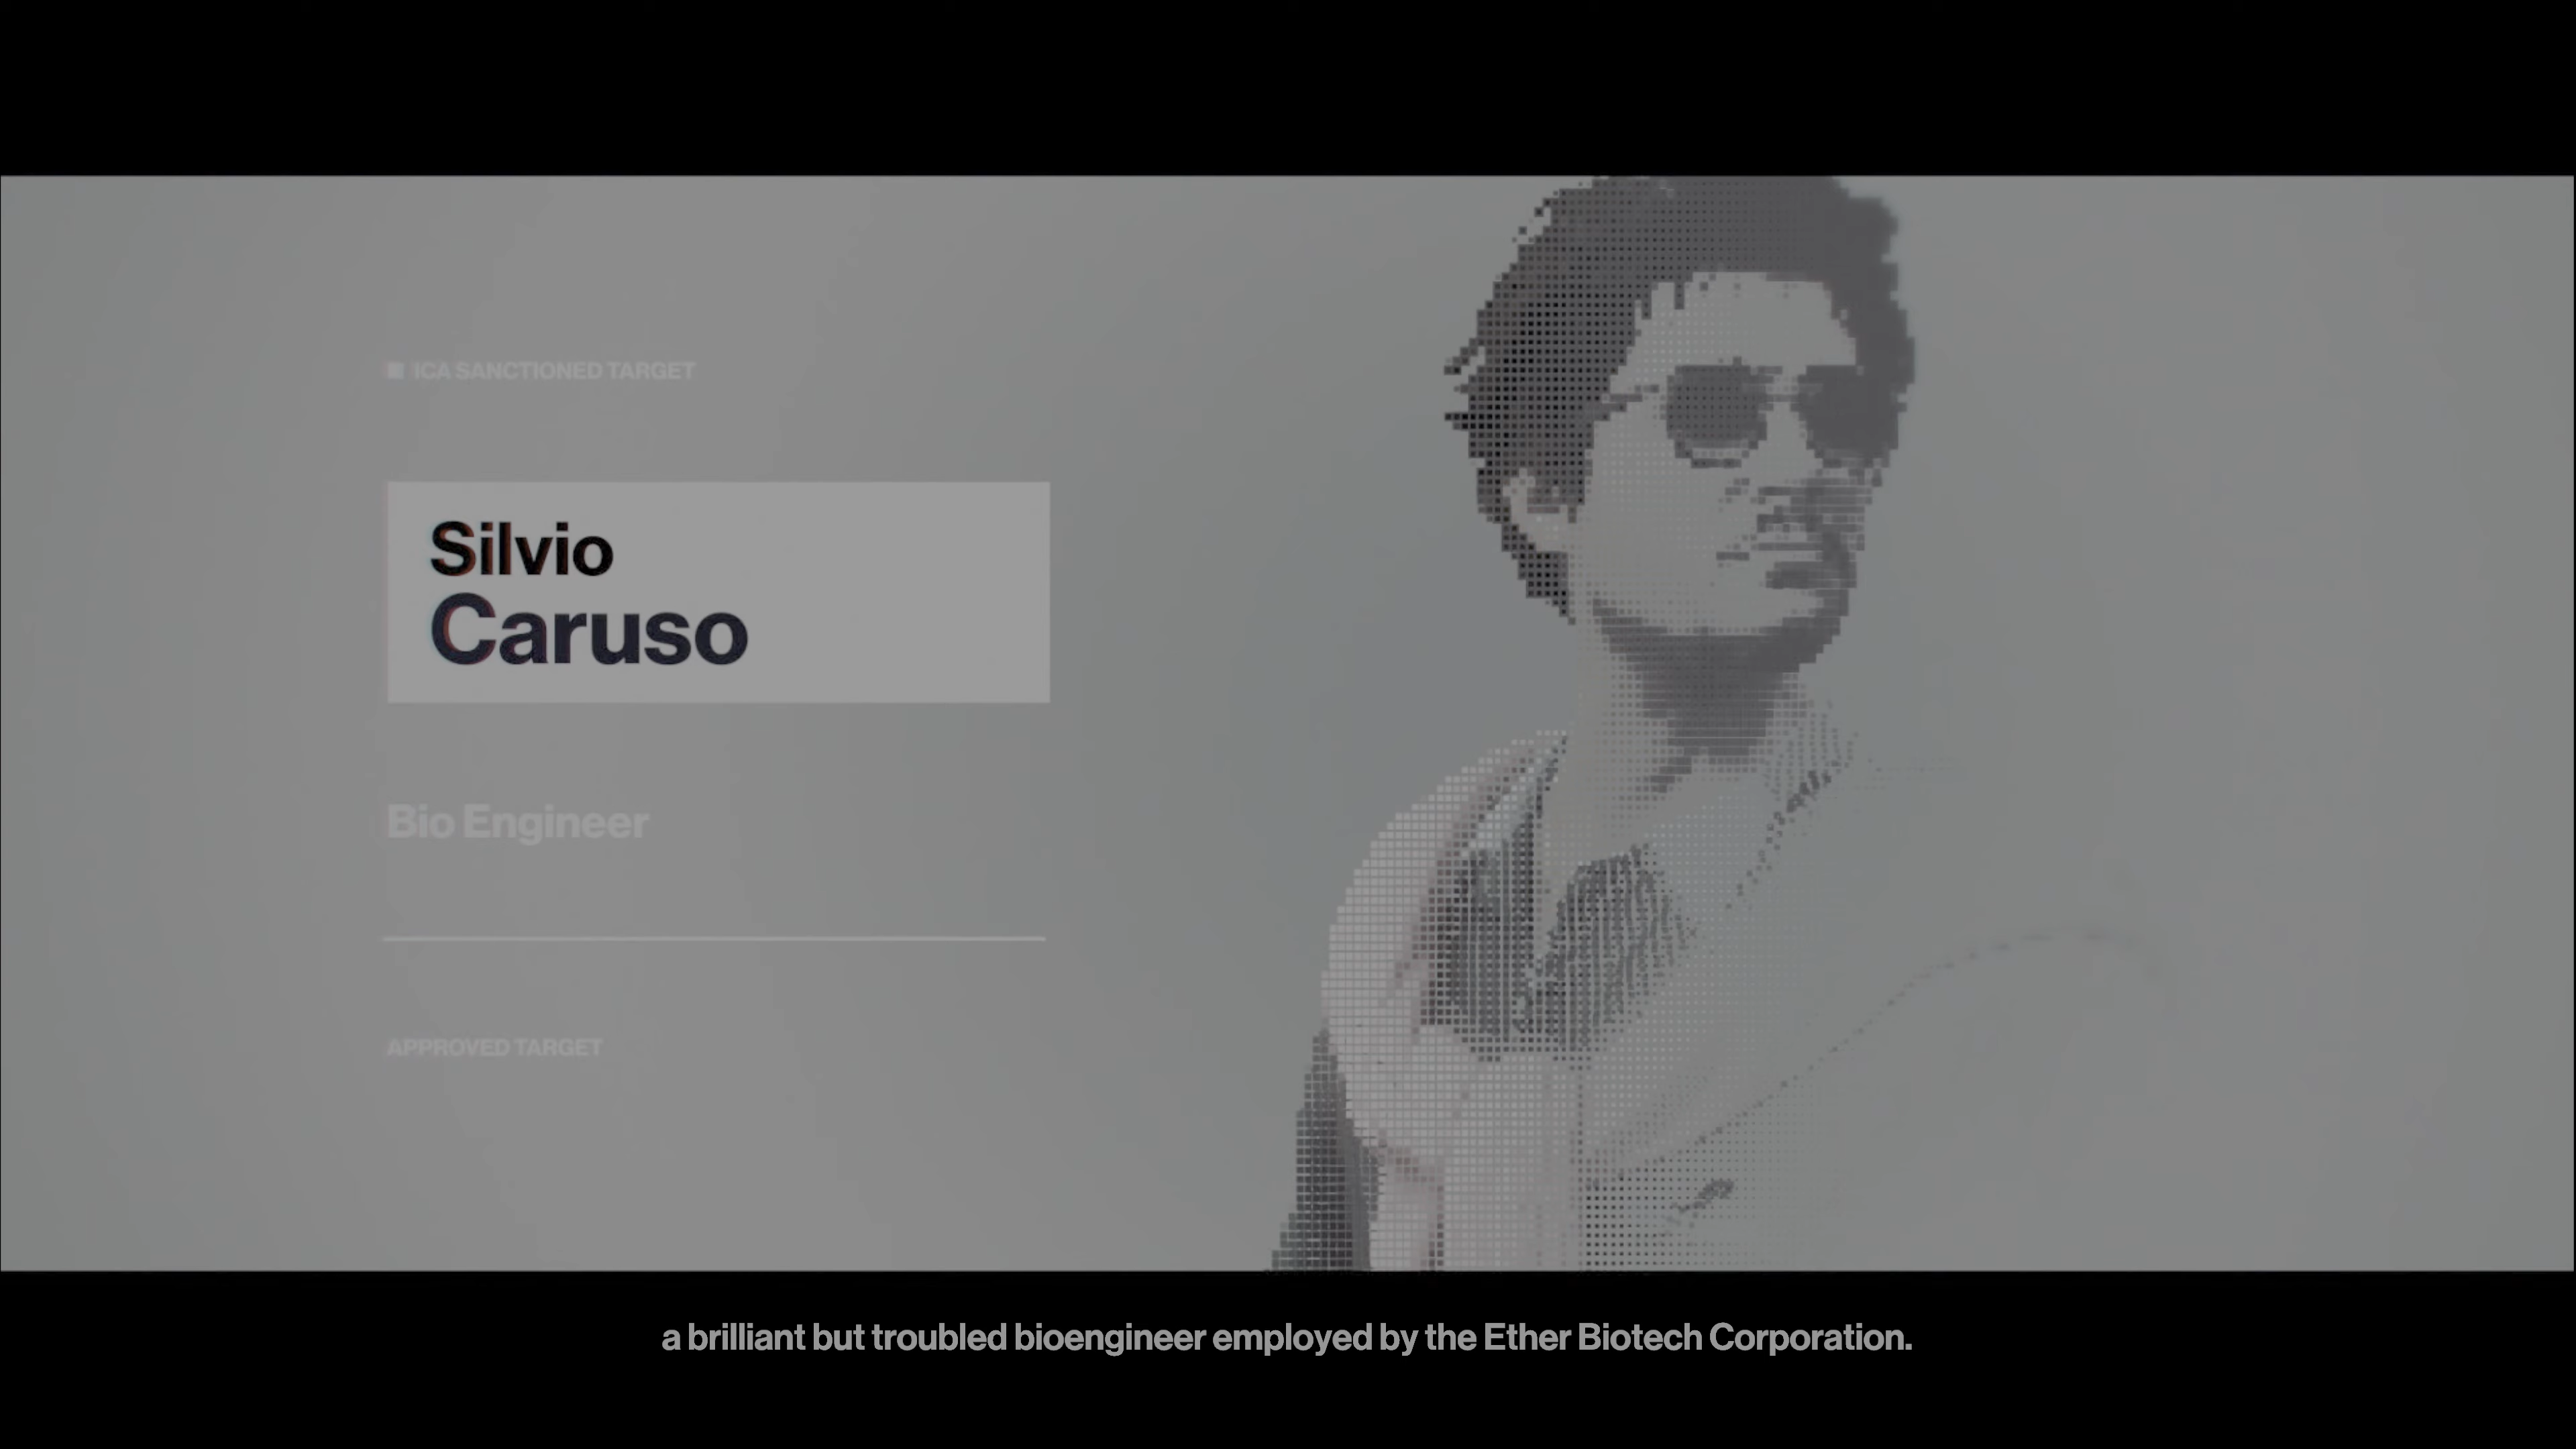 ICA SANCTIONED TARGET
Silvio
Caruso
Bio Engineer
APPROVED TARGET
a brilliant but troubled bioengineer employed by the Ether Biotech Corporation.